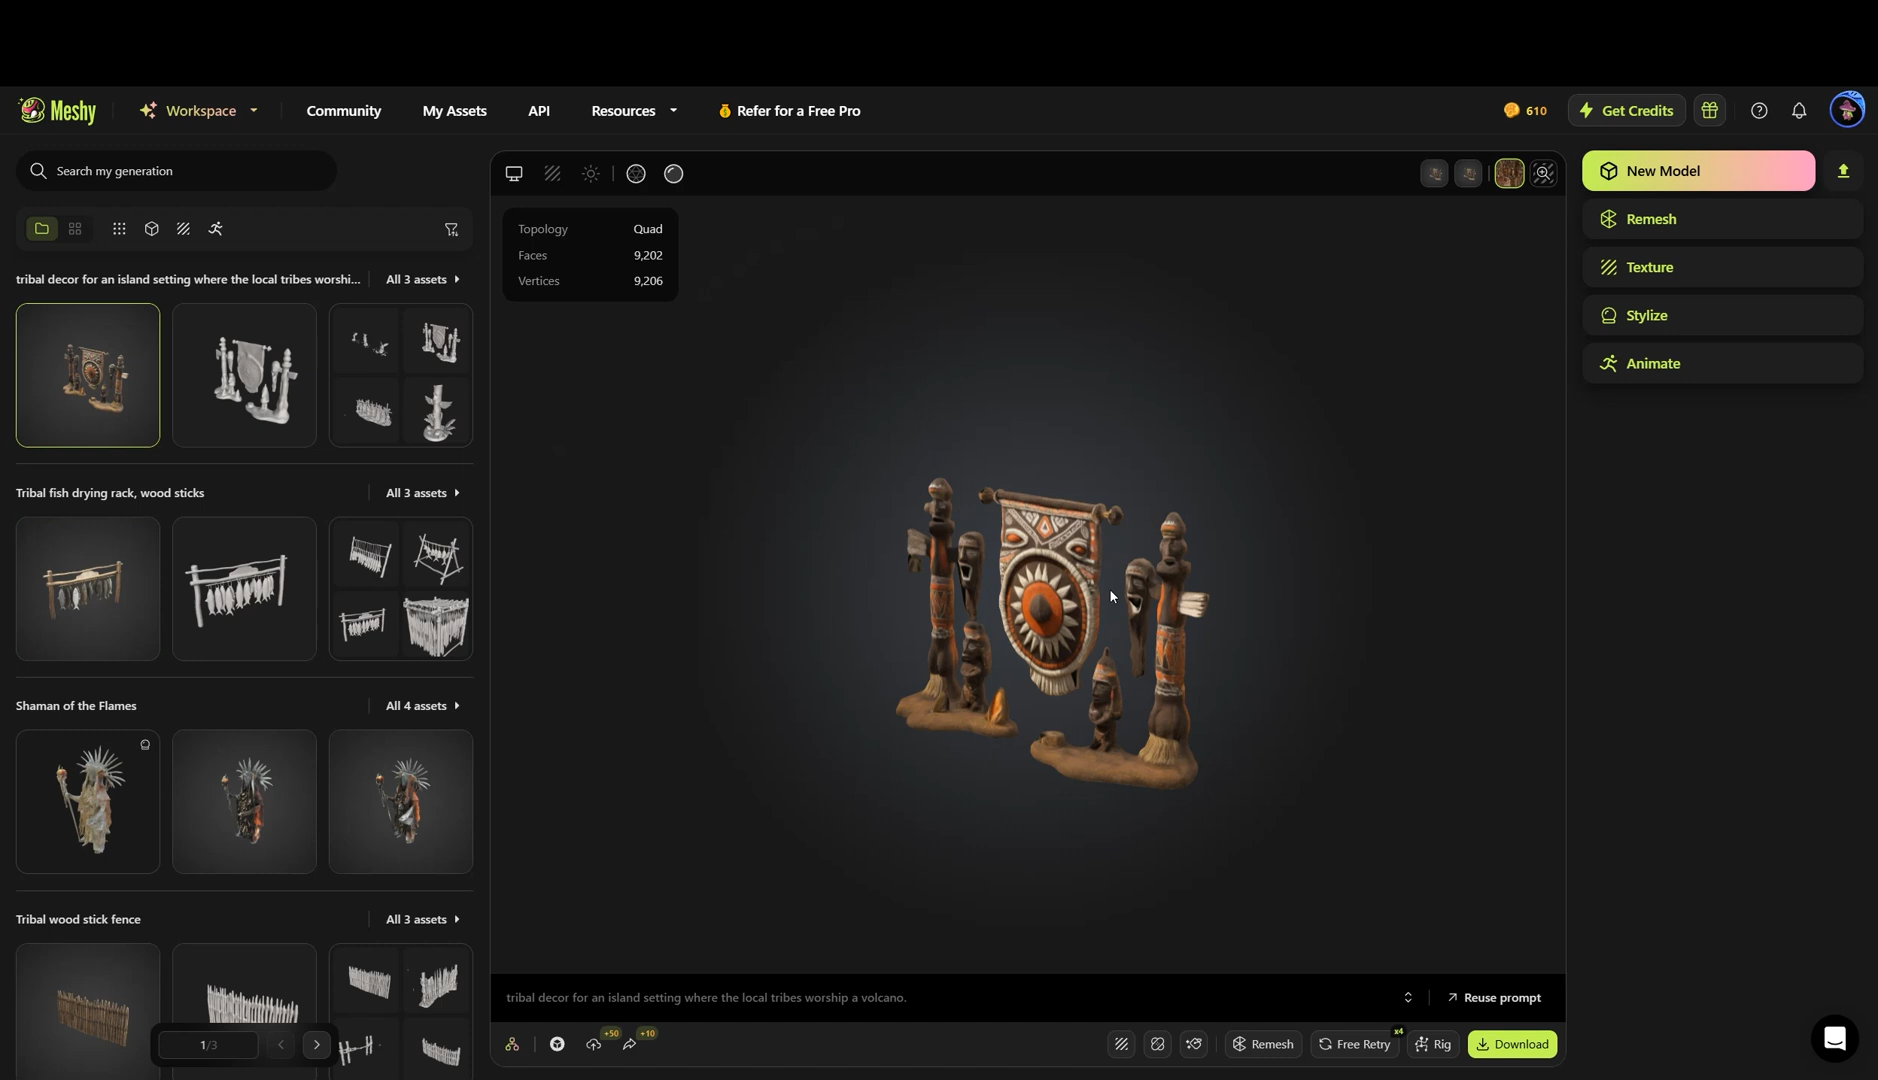 Meshy
Workspace
Community
My Assets
API
Resources
Refer for a Free Pro
610
Get Credits
Search my generation
tribal decor for an island setting where the local tribes worshi...
All 3 assets
Tribal fish drying rack, wood sticks
All 3 assets
Shaman of the Flames
All 4 assets
Tribal wood stick fence
All 3 assets
1/3
Topology Quad
Faces 9,202
Vertices 9,206
tribal decor for an island setting where the local tribes worship a volcano.
Reuse prompt
+50
+10
Remesh
x4
Free Retry
Rig
Download
New Model
Remesh
Texture
Stylize
Animate